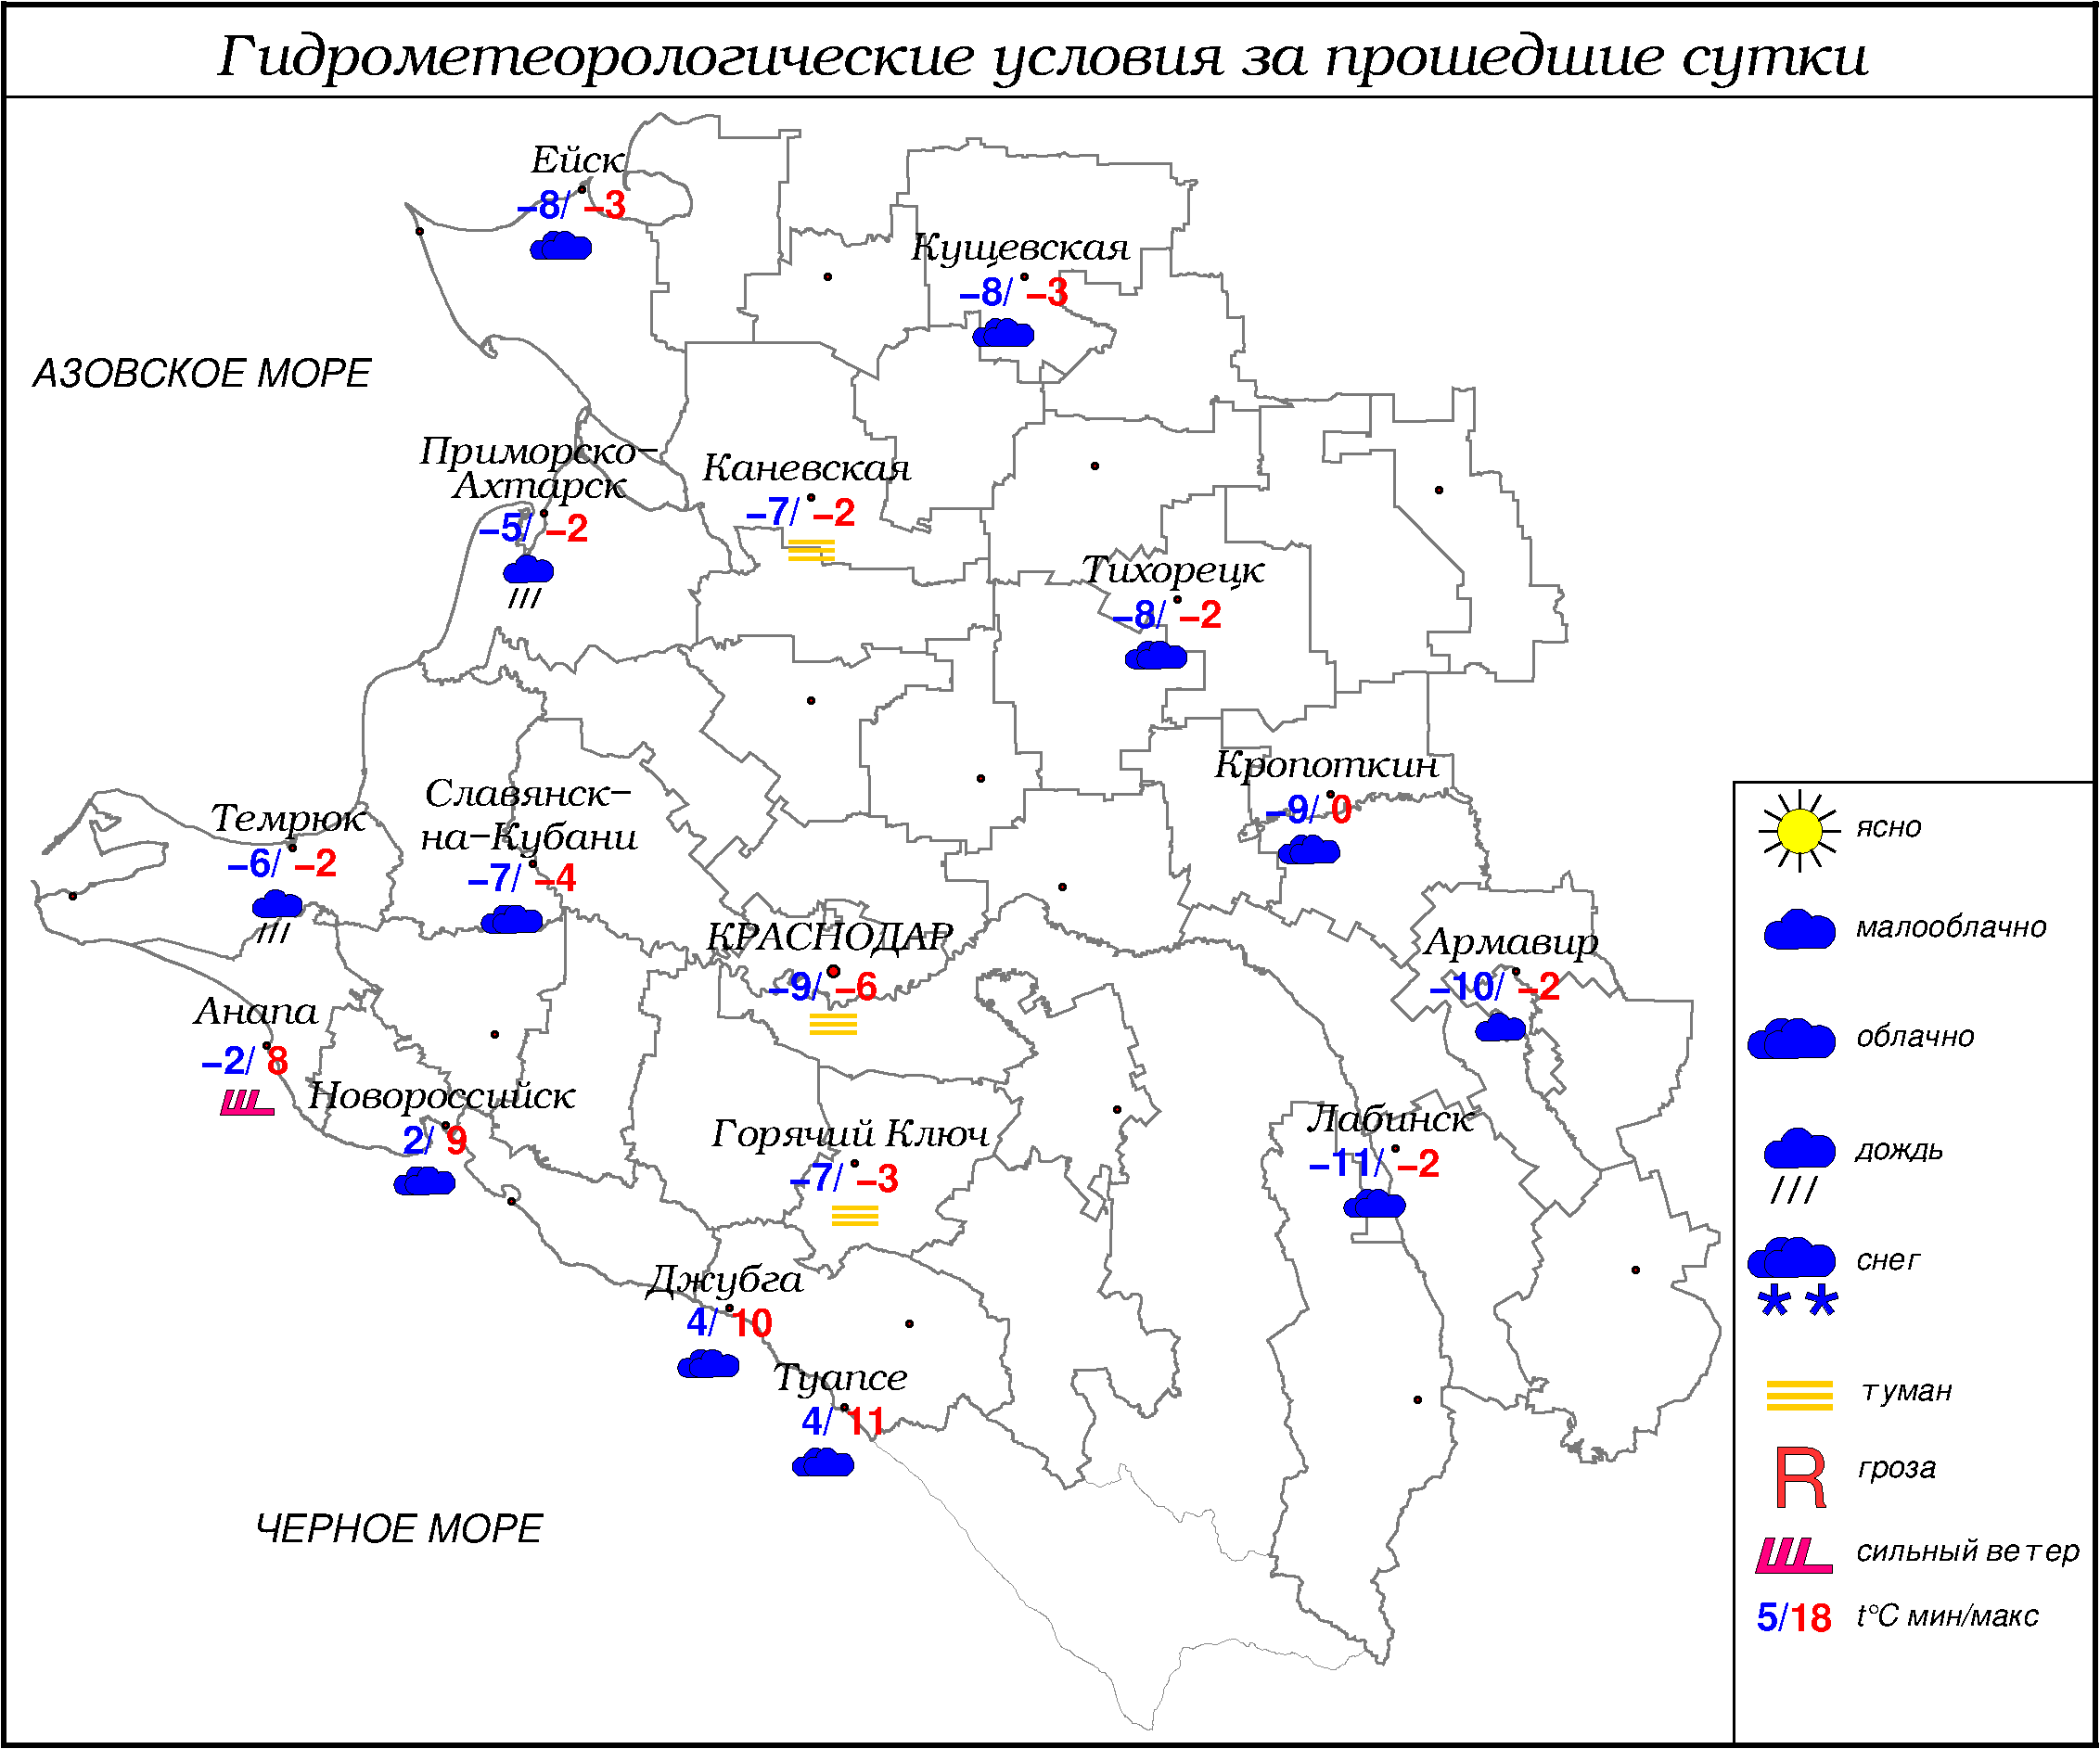 Гидрометеорологические условия за прошедшие сутки
Ейск
–8/ –3
Кущевская
–8/ –3
АЗОВСКОЕ МОРЕ
Приморско–
Ахтарск
–5/ –2
Каневская
–7/ –2
Тихорецк
–8/ –2
Кропоткин
–9/ 0
Темрюк
–6/ –2
Славянск–
на–Кубани
–7/ –4
КРАСНОДАР
–9/ –6
Армавир
–10/ –2
Анапа
–2/ 8
Новороссийск
2/ 9
Горячий Ключ
–7/ –3
Лабинск
–11/ –2
Джубга
4/ 10
Туапсе
4/ 11
ЧЕРНОЕ МОРЕ
ясно
малооблачно
облачно
дождь
снег
туман
R гроза
сильный ветер
5/18 t°C мин/макс